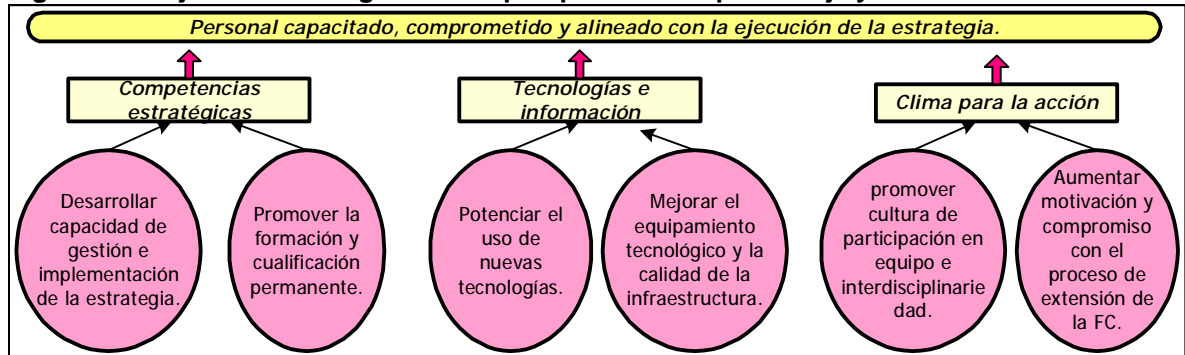 Personal capacitado, comprometido y alineado con la ejecución de la estrategia.
Competencias
estratégicas
Tecnologías e
información
Clima para la acción
Desarrollar
capacidad de
gestión e
implementación
de la estrategia.
Promover la
formación y
cualificación
permanente.
Potenciar el
uso de
nuevas
tecnologías.
Mejorar el
equipamiento
tecnológico y la
calidad de la
infraestructura.
promover
cultura de
participación en
equipo e
interdisciplinarie
dad.
Aumentar
motivación y
compromiso
con el
proceso de
extensión de
la FC.